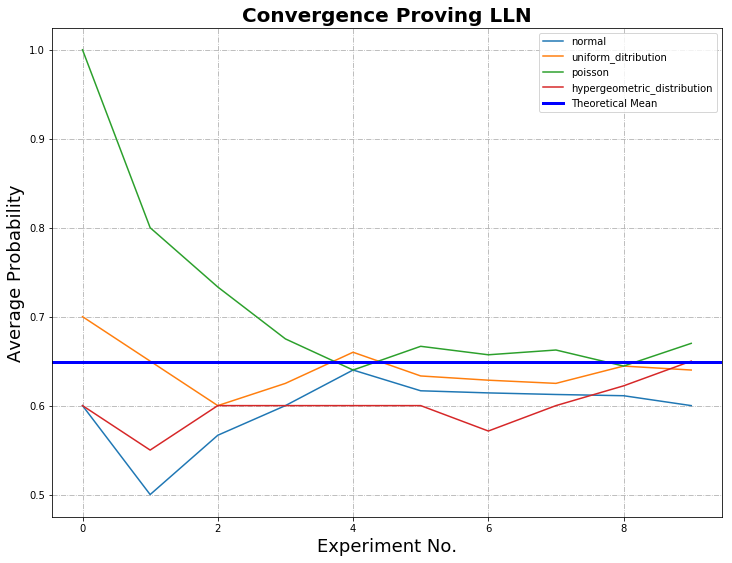 Convergence Proving LLN
normal
uniform_ditribution
poisson
hypergeometric_distribution
Theoretical Mean
Average Probability
1.0
0.9
0.8
0.7
0.6
0.5
0
2
4
6
8
Experiment No.